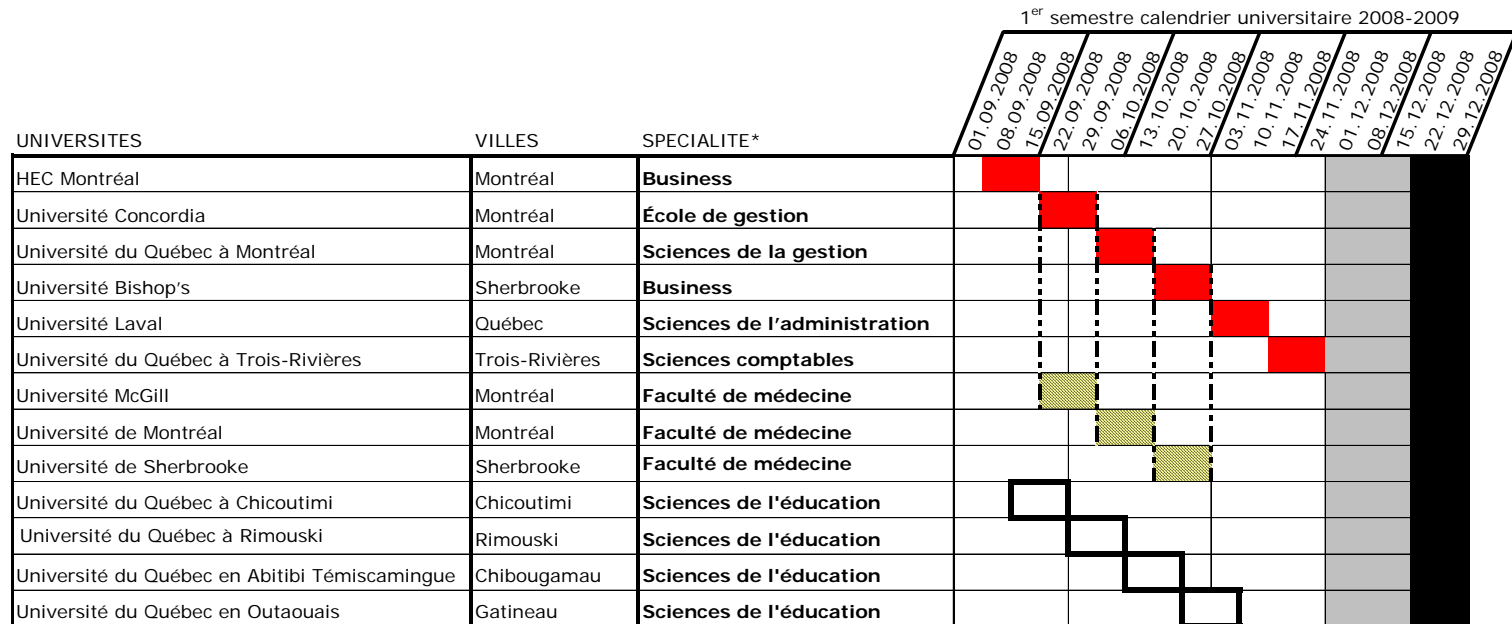 1er semestre calendrier universitaire 2008-2009
01.09.2008
08.09.2008
15.09.2008
22.09.2008
29.09.2008
06.10.2008
13.10.2008
20.10.2008
27.10.2008
03.11.2008
10.11.2008
17.11.2008
24.11.2008
01.12.2008
08.12.2008
15.12.2008
22.12.2008
29.12.2008
UNIVERSITES VILLES SPECIALITE*
HEC Montréal Montréal Business
Université Concordia Montréal École de gestion
Université du Québec à Montréal Montréal Sciences de la gestion
Université Bishop's Sherbrooke Business
Université Laval Québec Sciences de l'administration
Université du Québec à Trois-Rivières Trois-Rivières Sciences comptables
Université McGill Montréal Faculté de médecine
Université de Montréal Montréal Faculté de médecine
Université de Sherbrooke Sherbrooke Faculté de médecine
Université du Québec à Chicoutimi Chicoutimi Sciences de l'éducation
Université du Québec à Rimouski Rimouski Sciences de l'éducation
Université du Québec en Abitibi Témiscamingue Chibougamau Sciences de l'éducation
Université du Québec en Outaouais Gatineau Sciences de l'éducation